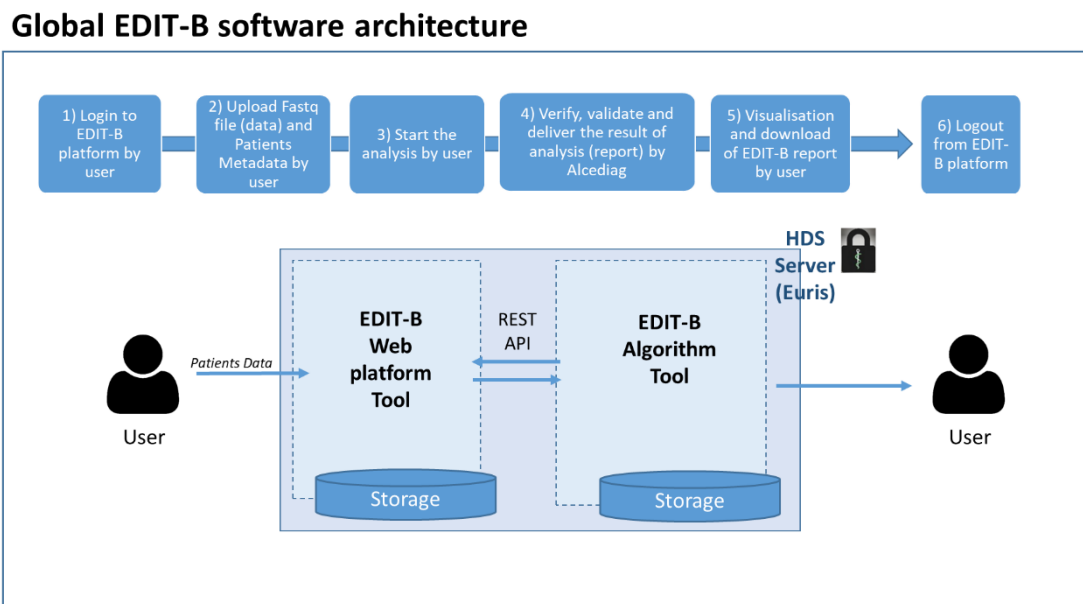 Global EDIT-B software architecture
1) Login to
EDIT-B
platform by
user
2) Upload Fastq
file (data) and
Patients
Metadata by
user
3) Start the
analysis by user
4) Verify, validate and
deliver the result of
analysis (report) by
Alcediag
5) Visualisation
and download
of EDIT-B report
by user
6) Logout
from EDIT-
B platform
HDS
Server
(Euris)
EDIT-B
Web
platform
Tool
REST
API
EDIT-B
Algorithm
Tool
Patients Data
User
User
Storage
Storage